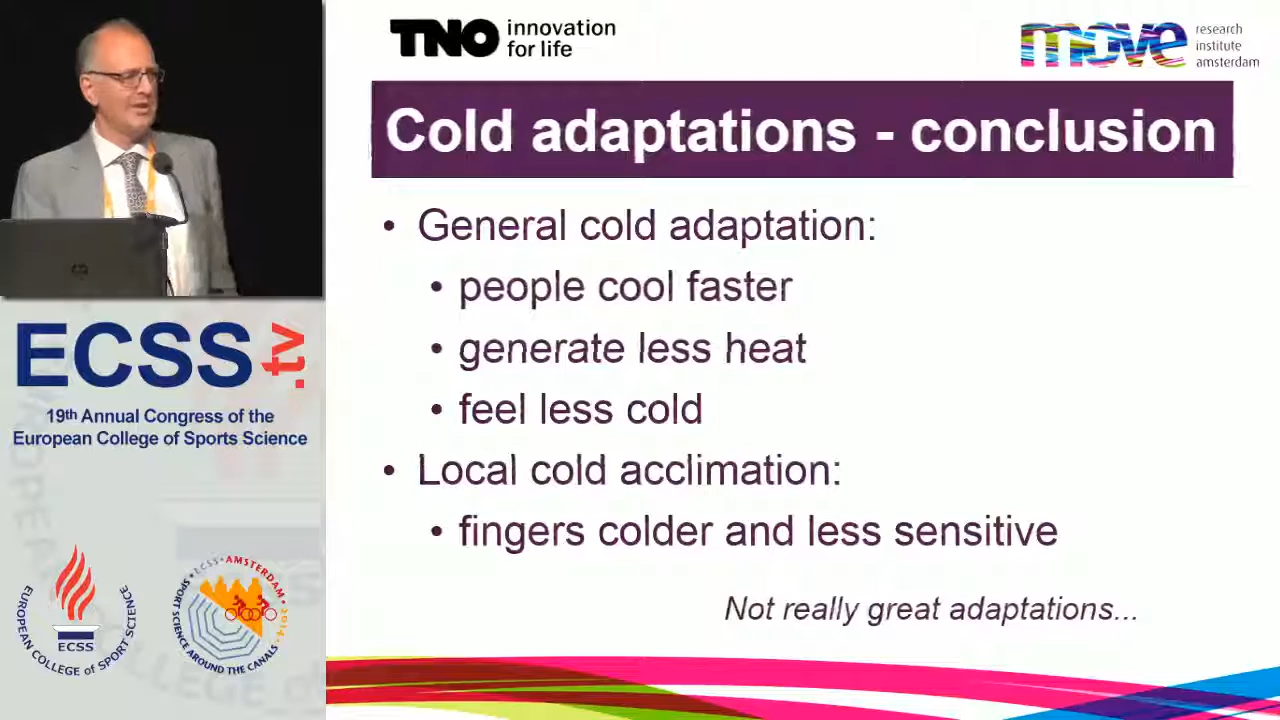 TNO innovation
for life
move research
institute
amsterdam
Cold adaptations - conclusion
• General cold adaptation:
• people cool faster
• generate less heat
• feel less cold
• Local cold acclimation:
• fingers colder and less sensitive
Not really great adaptations...
ECSS.tv
19th Annual Congress of the
European College of Sports Science
EUROPEAN COLLEGE of SPORT SCIENCE
ECSS
ECSS • AMSTERDAM 2014
SPORT SCIENCE AROUND THE CANALS